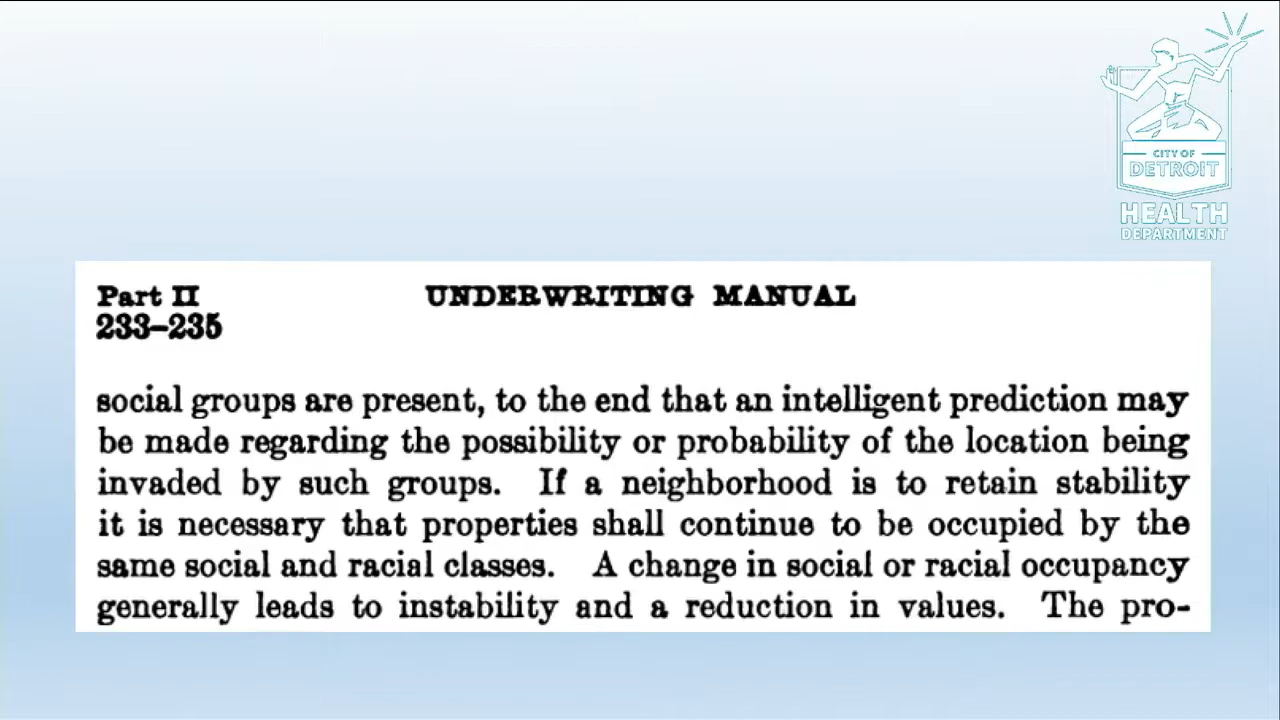 CITY OF
DETROIT
HEALTH
DEPARTMENT
Part II UNDERWRITING MANUAL
233–235
social groups are present, to the end that an intelligent prediction may
be made regarding the possibility or probability of the location being
invaded by such groups. If a neighborhood is to retain stability
it is necessary that properties shall continue to be occupied by the
same social and racial classes. A change in social or racial occupancy
generally leads to instability and a reduction in values. The pro-